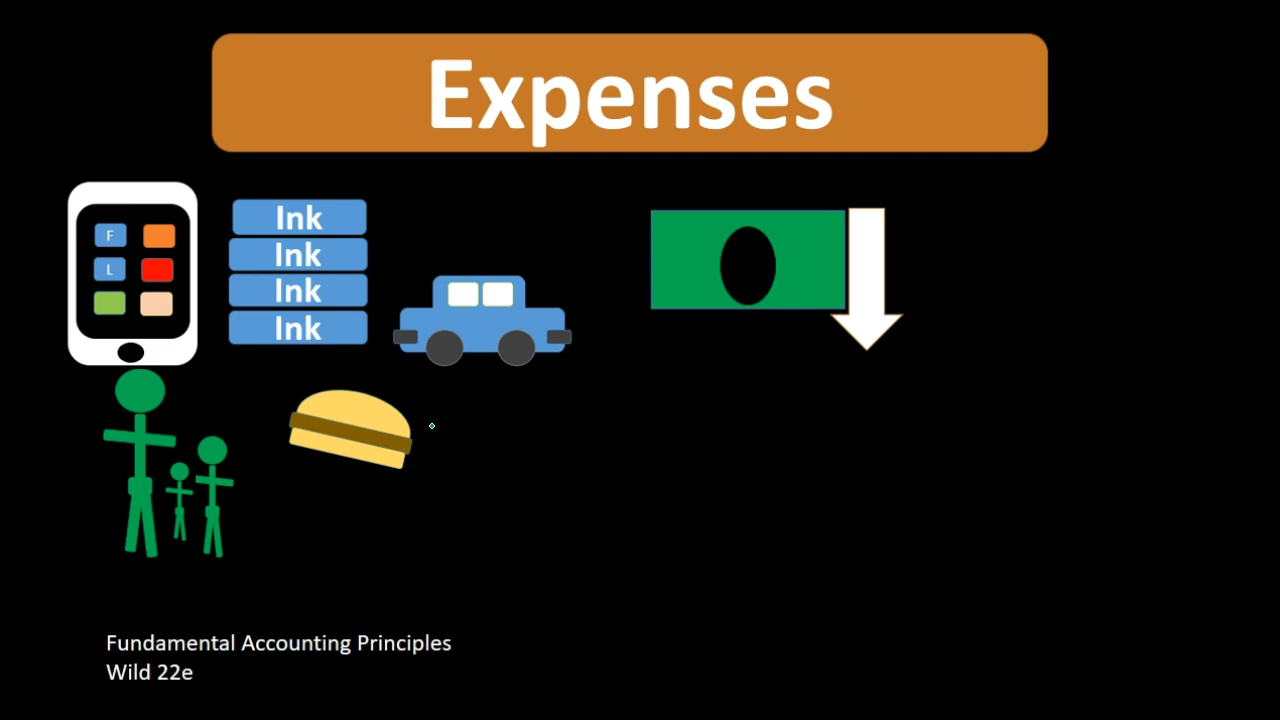 Expenses
F
L
Ink
Ink
Ink
Ink
Fundamental Accounting Principles
Wild 22e